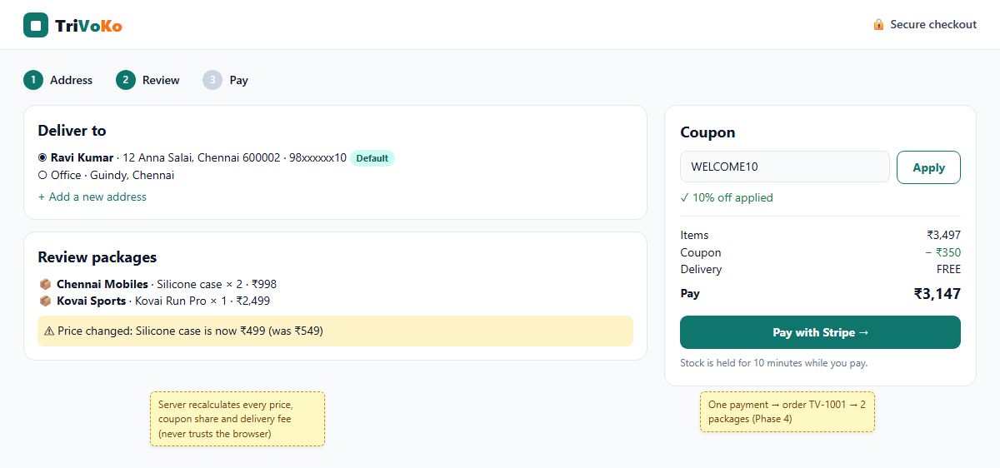 TriVoKo
🔒 Secure checkout
1 Address 2 Review 3 Pay
Deliver to
Ravi Kumar · 12 Anna Salai, Chennai 600002 · 98xxxxxx10 Default
Office · Guindy, Chennai
+ Add a new address
Review packages
📦 Chennai Mobiles · Silicone case × 2 · ₹998
📦 Kovai Sports · Kovai Run Pro × 1 · ₹2,499
⚠ Price changed: Silicone case is now ₹499 (was ₹549)
Coupon
WELCOME10 Apply
✓ 10% off applied
Items ₹3,497
Coupon − ₹350
Delivery FREE
Pay ₹3,147
Pay with Stripe →
Stock is held for 10 minutes while you pay.
Server recalculates every price,
coupon share and delivery fee
(never trusts the browser)
One payment → order TV-1001 → 2
packages (Phase 4)